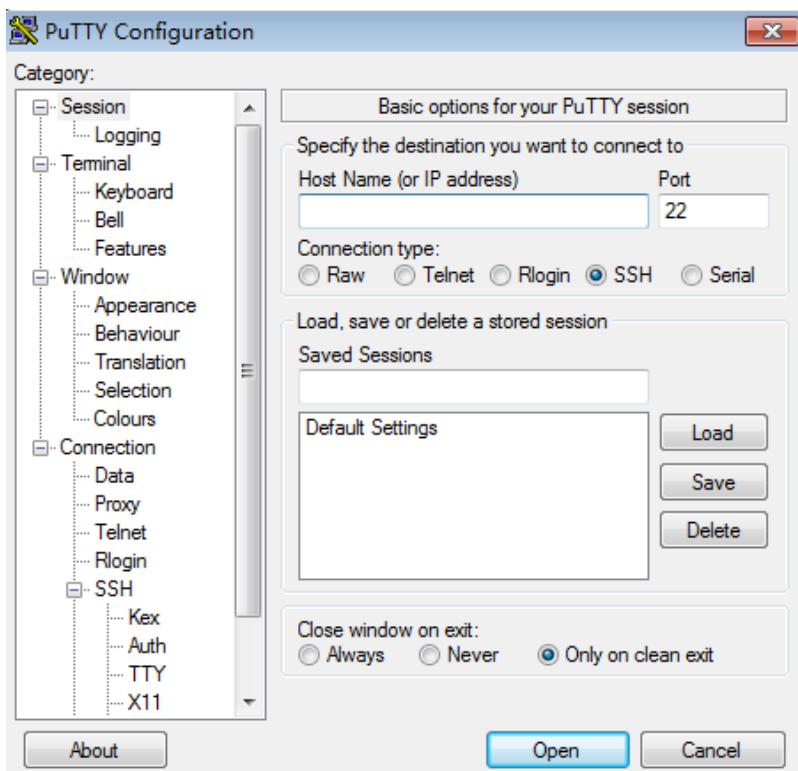 PuTTY Configuration
Category:
Session
Logging
Terminal
Keyboard
Bell
Features
Window
Appearance
Behaviour
Translation
Selection
Colours
Connection
Data
Proxy
Telnet
Rlogin
SSH
Kex
Auth
TTY
X11
Basic options for your PuTTY session
Specify the destination you want to connect to
Host Name (or IP address) Port
22
Connection type:
Raw Telnet Rlogin SSH Serial
Load, save or delete a stored session
Saved Sessions
Default Settings
Load
Save
Delete
Close window on exit:
Always Never Only on clean exit
About Open Cancel